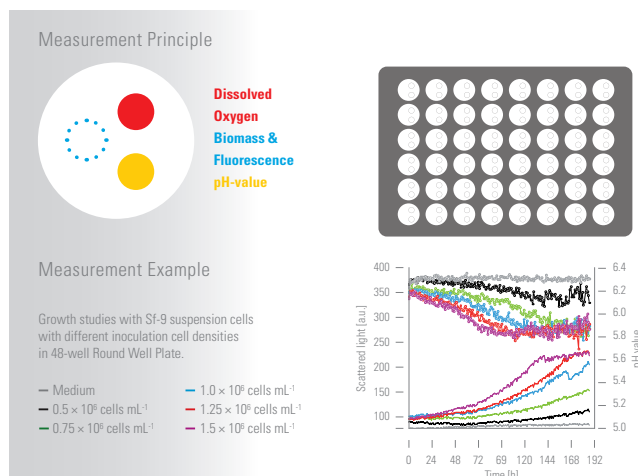 Measurement Principle
Dissolved
Oxygen
Biomass &
Fluorescence
pH-value
Measurement Example
Growth studies with Sf-9 suspension cells
with different inoculation cell densities
in 48-well Round Well Plate.
Medium
0.5 × 10⁶ cells mL⁻¹
0.75 × 10⁶ cells mL⁻¹
1.0 × 10⁶ cells mL⁻¹
1.25 × 10⁶ cells mL⁻¹
1.5 × 10⁶ cells mL⁻¹
Scattered light [a.u.]
400
350
300
250
200
150
100
6.4
6.2
6.0
5.8
5.6
5.4
5.2
5.0
pH value
0 24 48 72 69 120 144 168 192
Time [h]